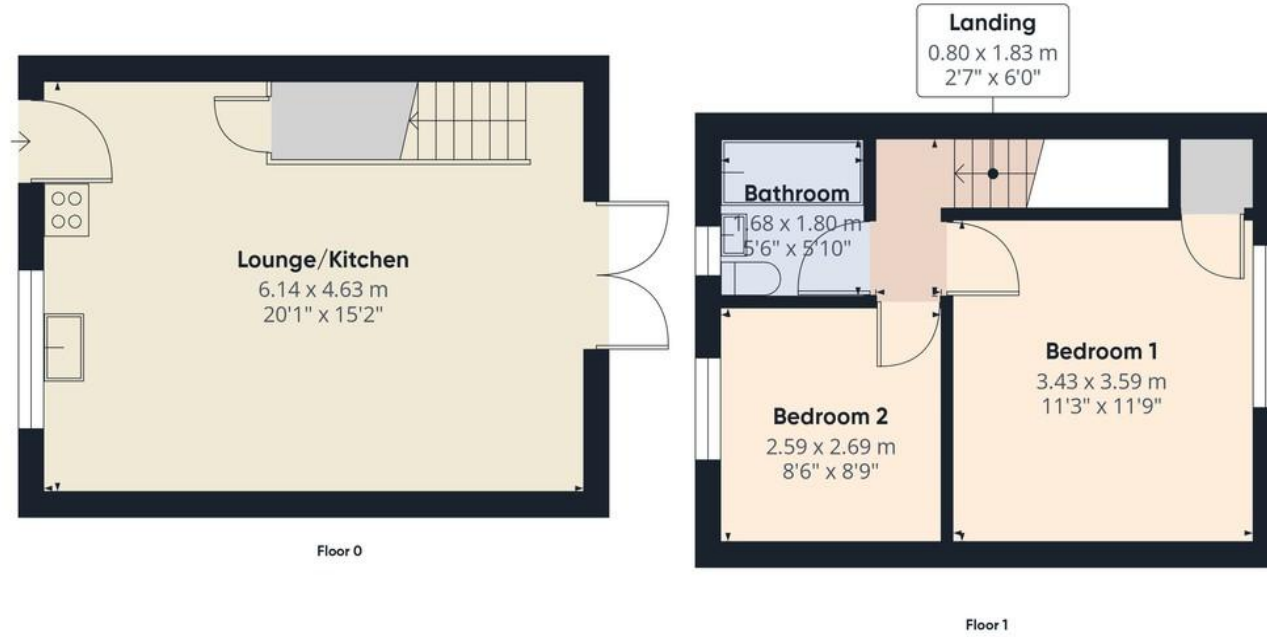 Landing
0.80 x 1.83 m
2'7" x 6'0"
Lounge/Kitchen
6.14 x 4.63 m
20'1" x 15'2"
Floor 0
Bathroom
1.68 x 1.80 m
5'6" x 5'10"
Bedroom 1
3.43 x 3.59 m
11'3" x 11'9"
Bedroom 2
2.59 x 2.69 m
8'6" x 8'9"
Floor 1